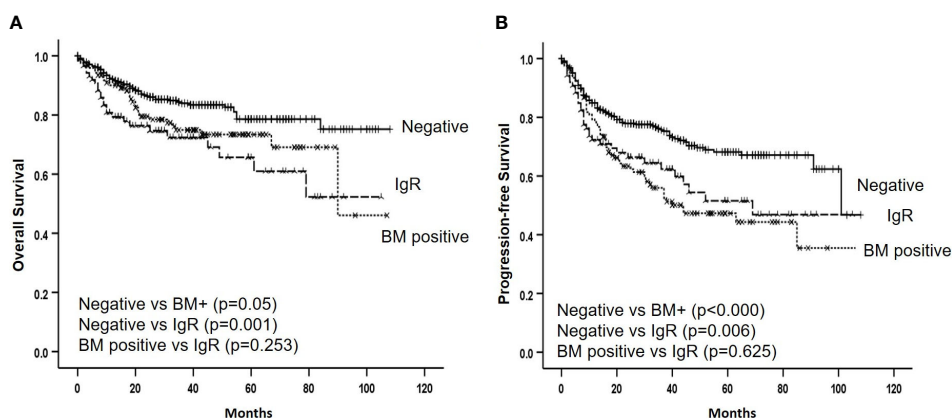 A
Overall Survival
1.0
0.8
0.6
0.4
0.2
0.0
Negative
IgR
BM positive
Negative vs BM+ (p=0.05)
Negative vs IgR (p=0.001)
BM positive vs IgR (p=0.253)
0 20 40 60 80 100 120
Months
B
Progression-free Survival
1.0
0.8
0.6
0.4
0.2
0.0
Negative
IgR
BM positive
Negative vs BM+ (p<0.000)
Negative vs IgR (p=0.006)
BM positive vs IgR (p=0.625)
0 20 40 60 80 100 120
Months